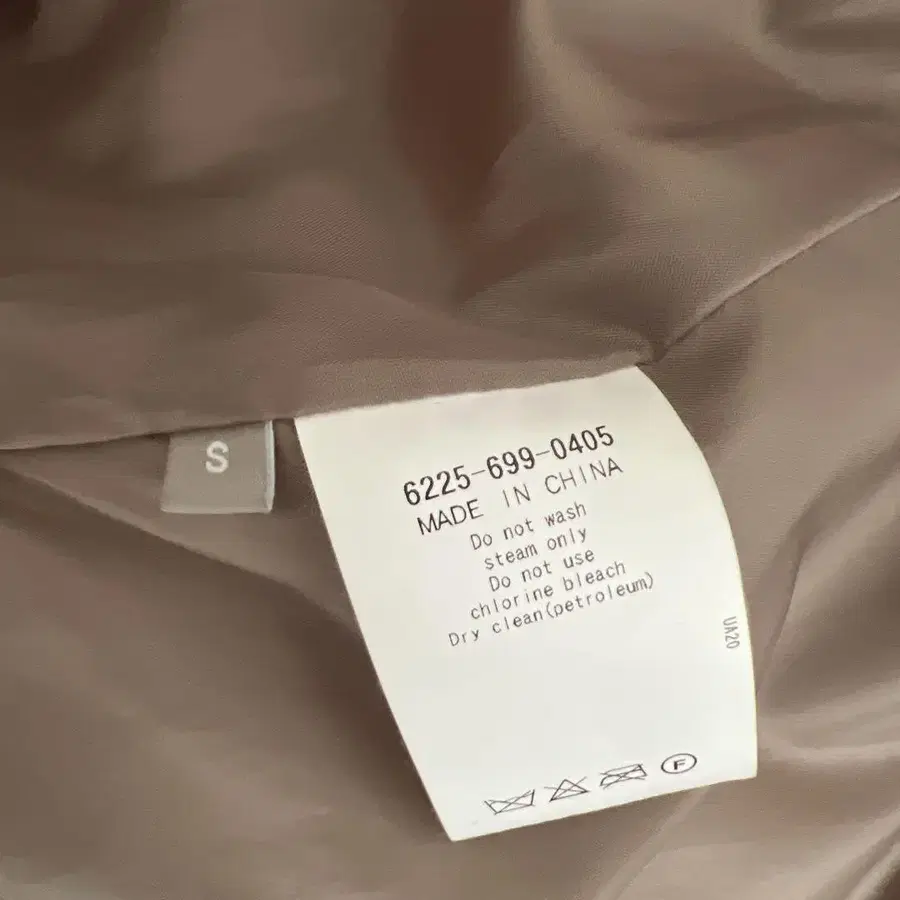 S
6225-699-0405
MADE IN CHINA
Do not wash
steam only
Do not use
chlorine bleach
Dry clean(petroleum)
UA20
F